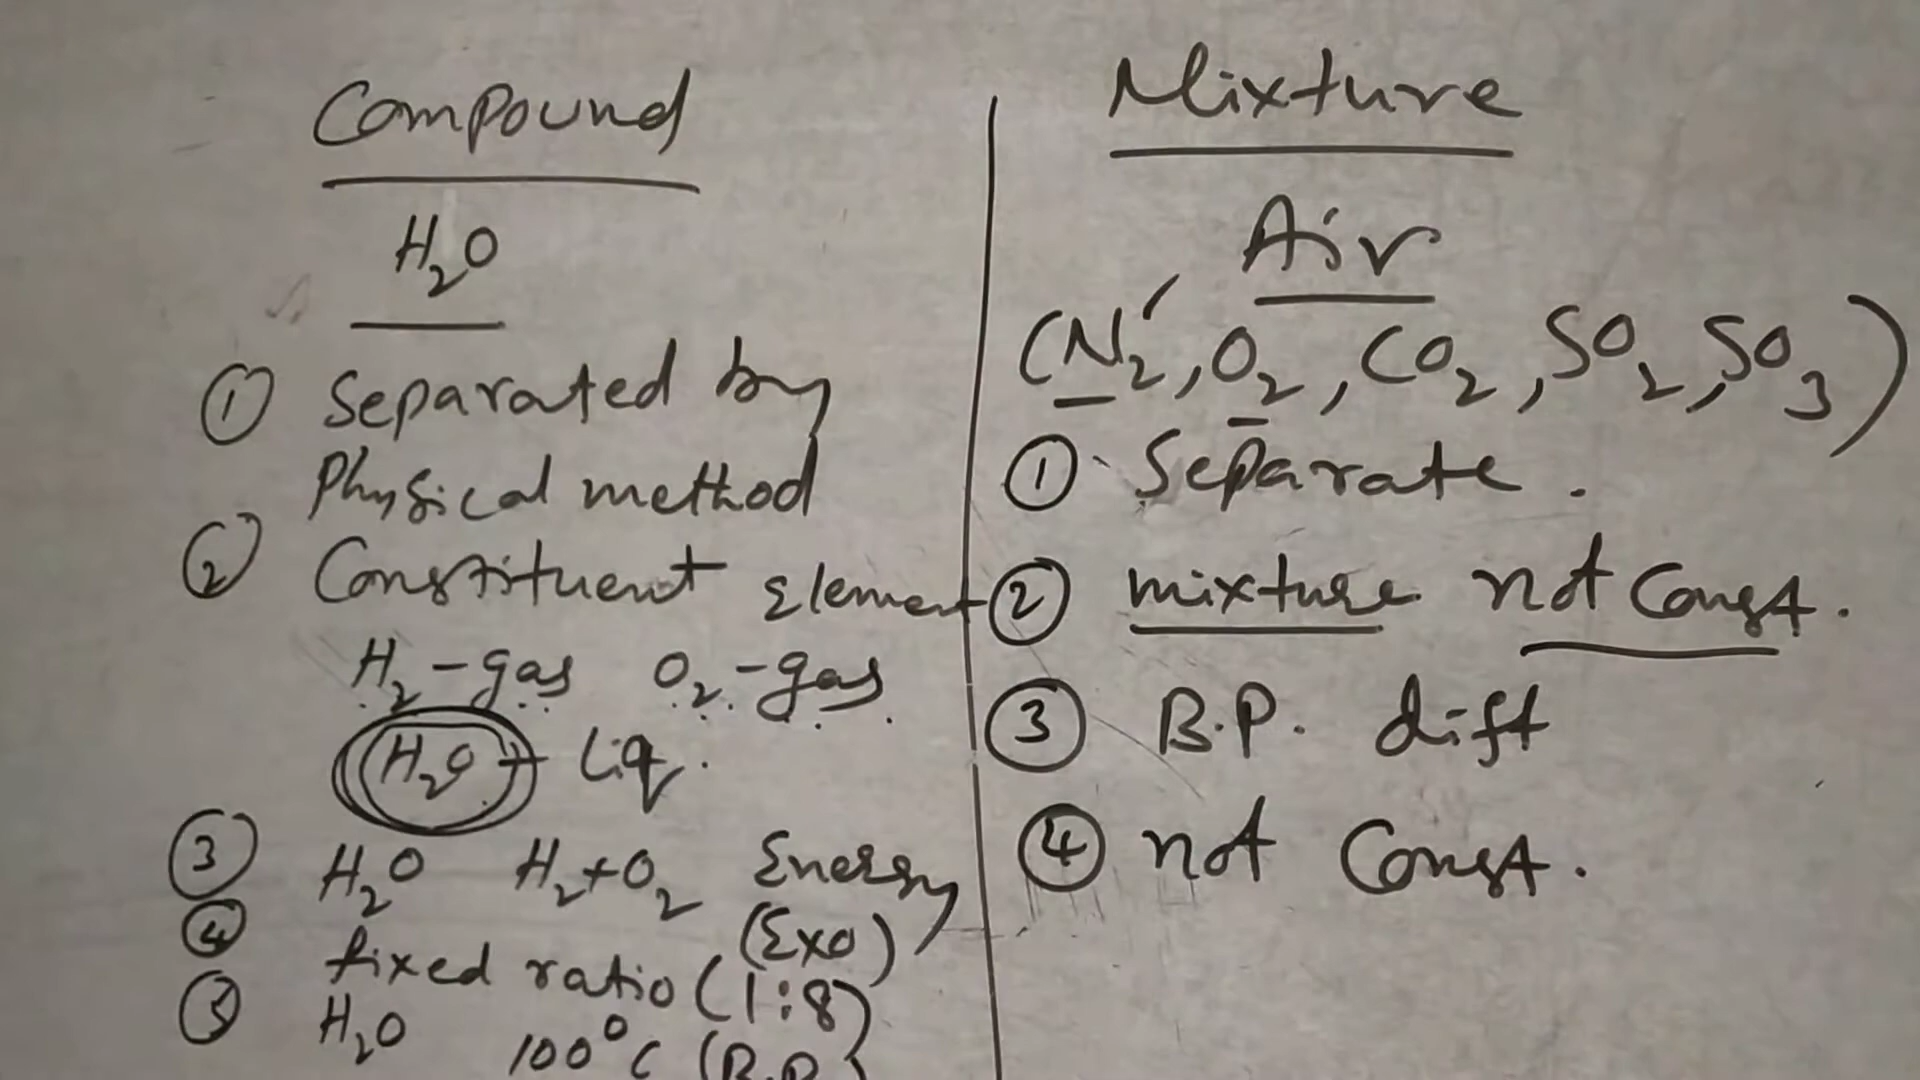 Compound
H₂O
① Separated by
Physical method
② Constituent Element
H₂-gas O₂-gas
H₂O - Liq.
③ H₂O H₂+O₂ Energy
(Exo)
④ fixed ratio (1:8)
⑤ H₂O 100°C (B.P)
Mixture
Air
(N₂, O₂, CO₂, SO₂, SO₃)
① Separate.
② mixture not Const.
③ B.P. diff
④ not Const.